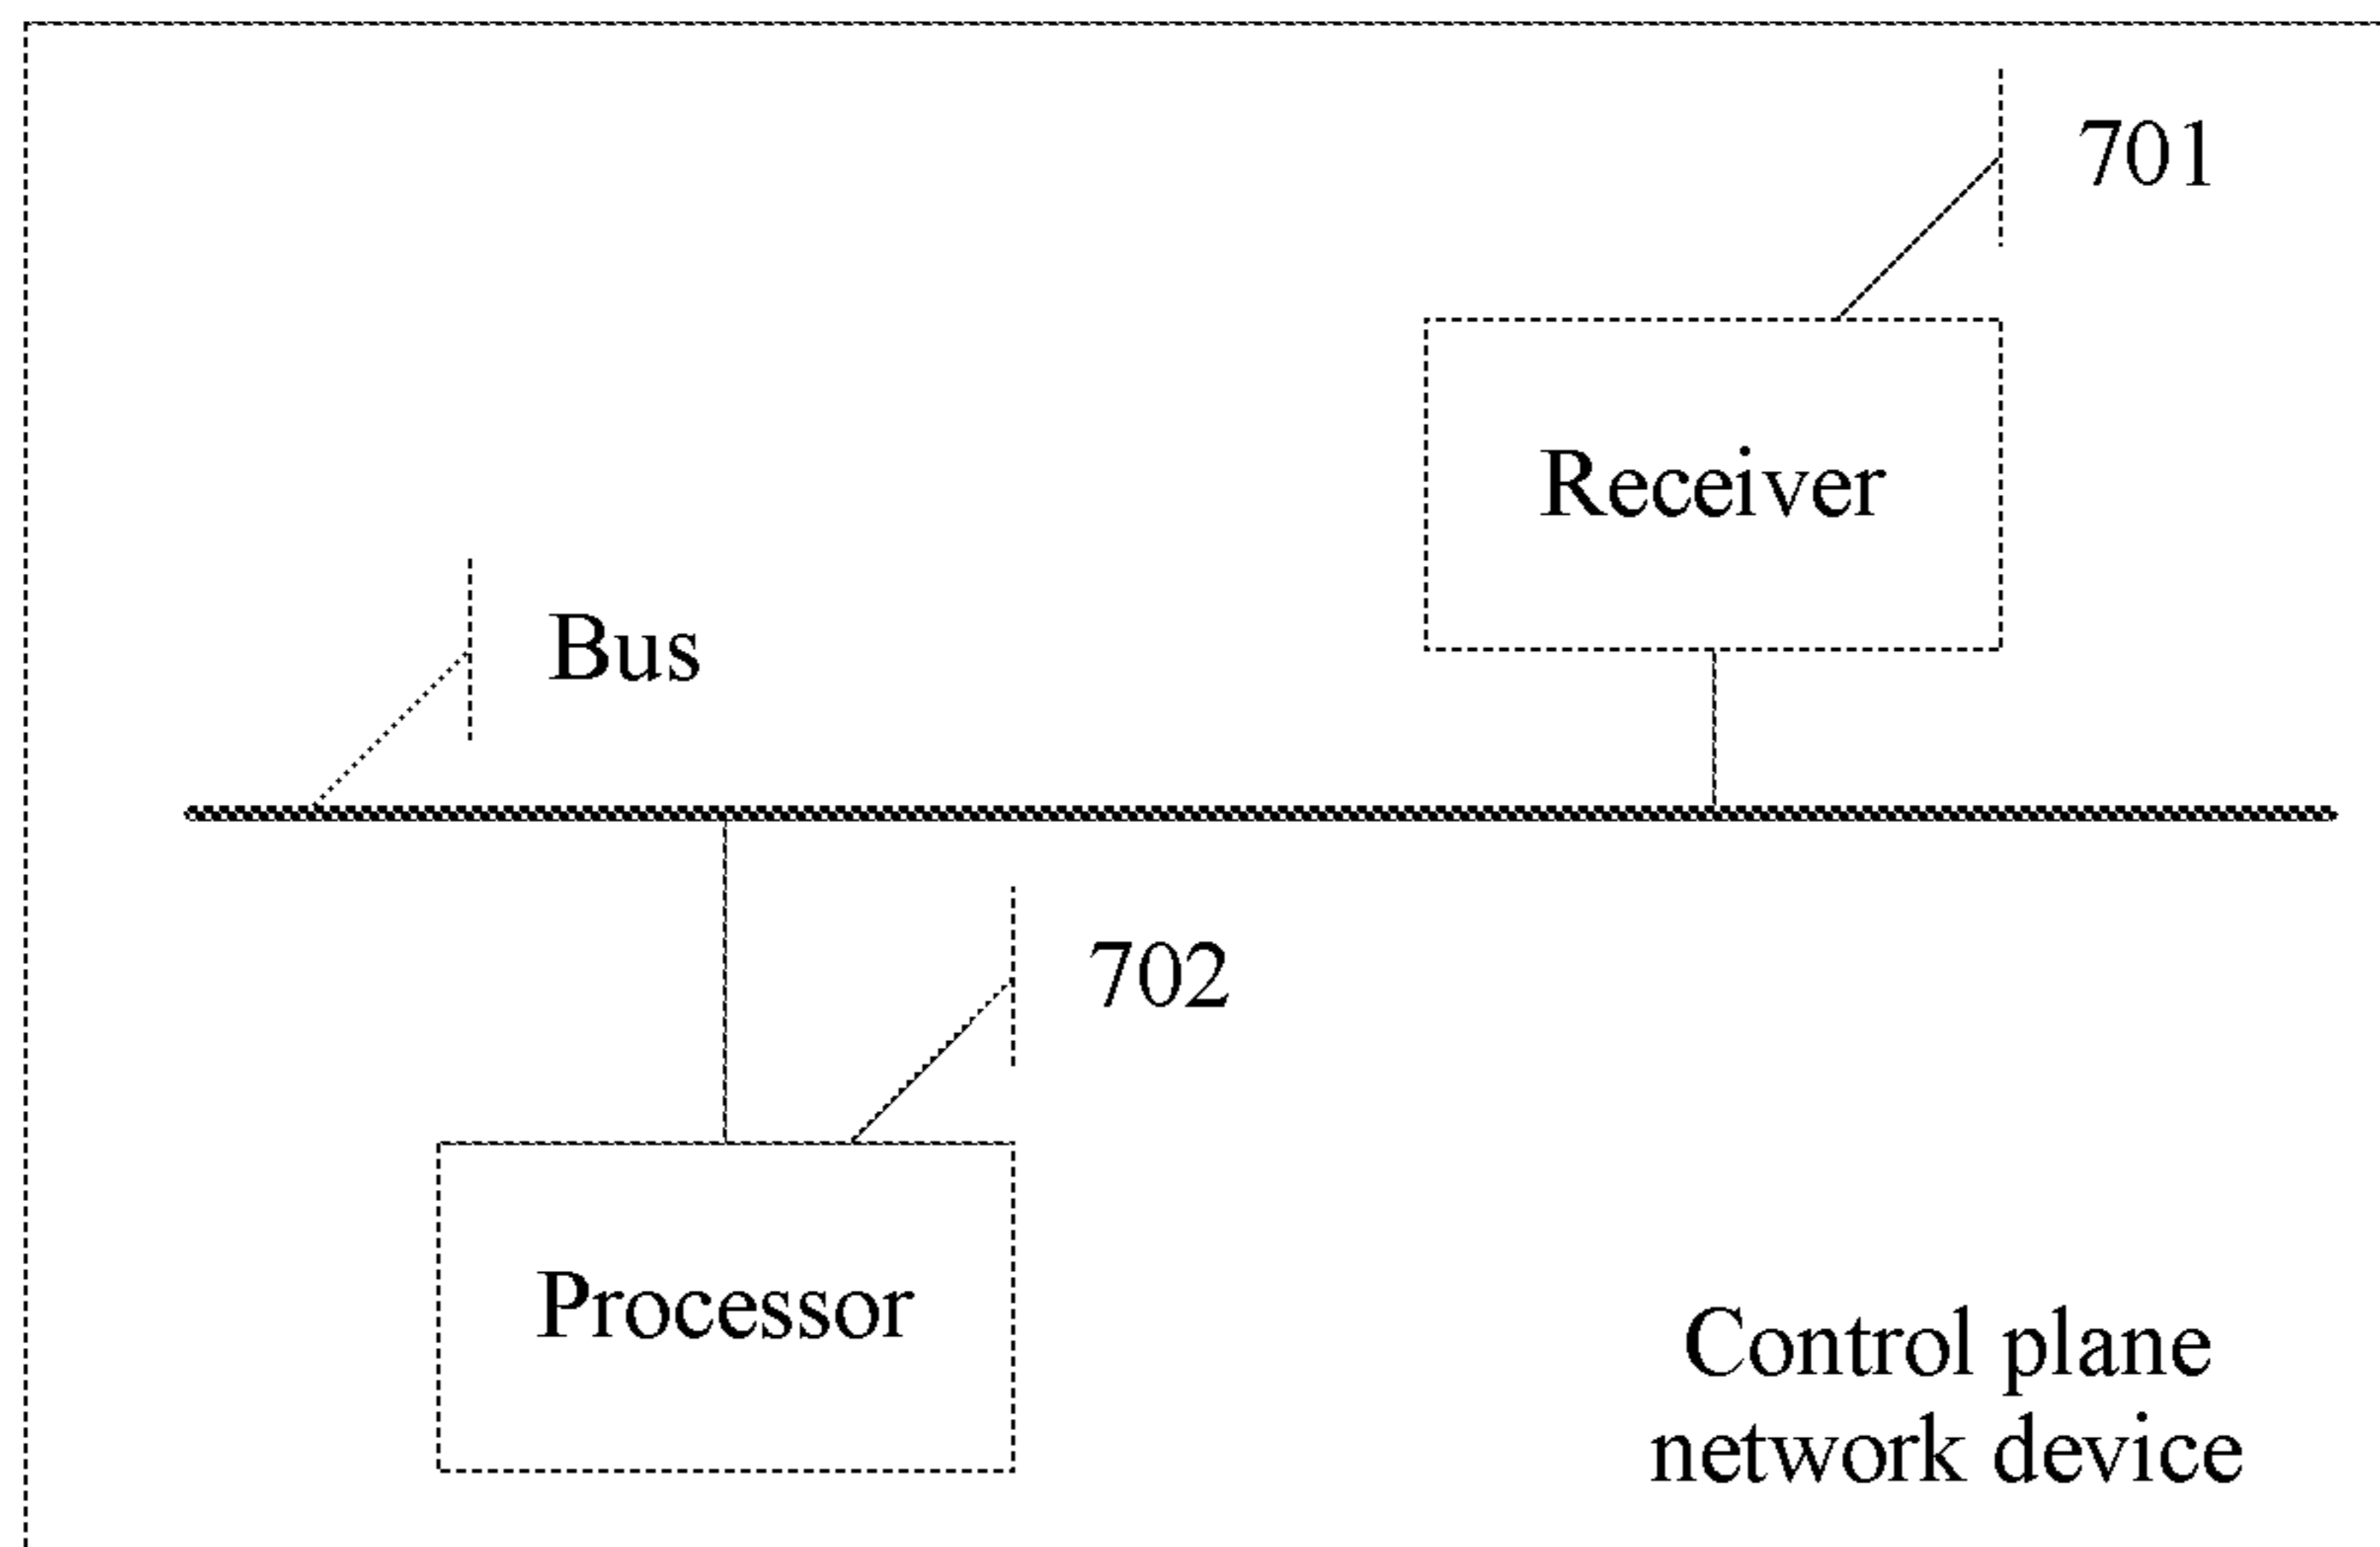 701
Receiver
Bus
702
Processor
Control plane
network device